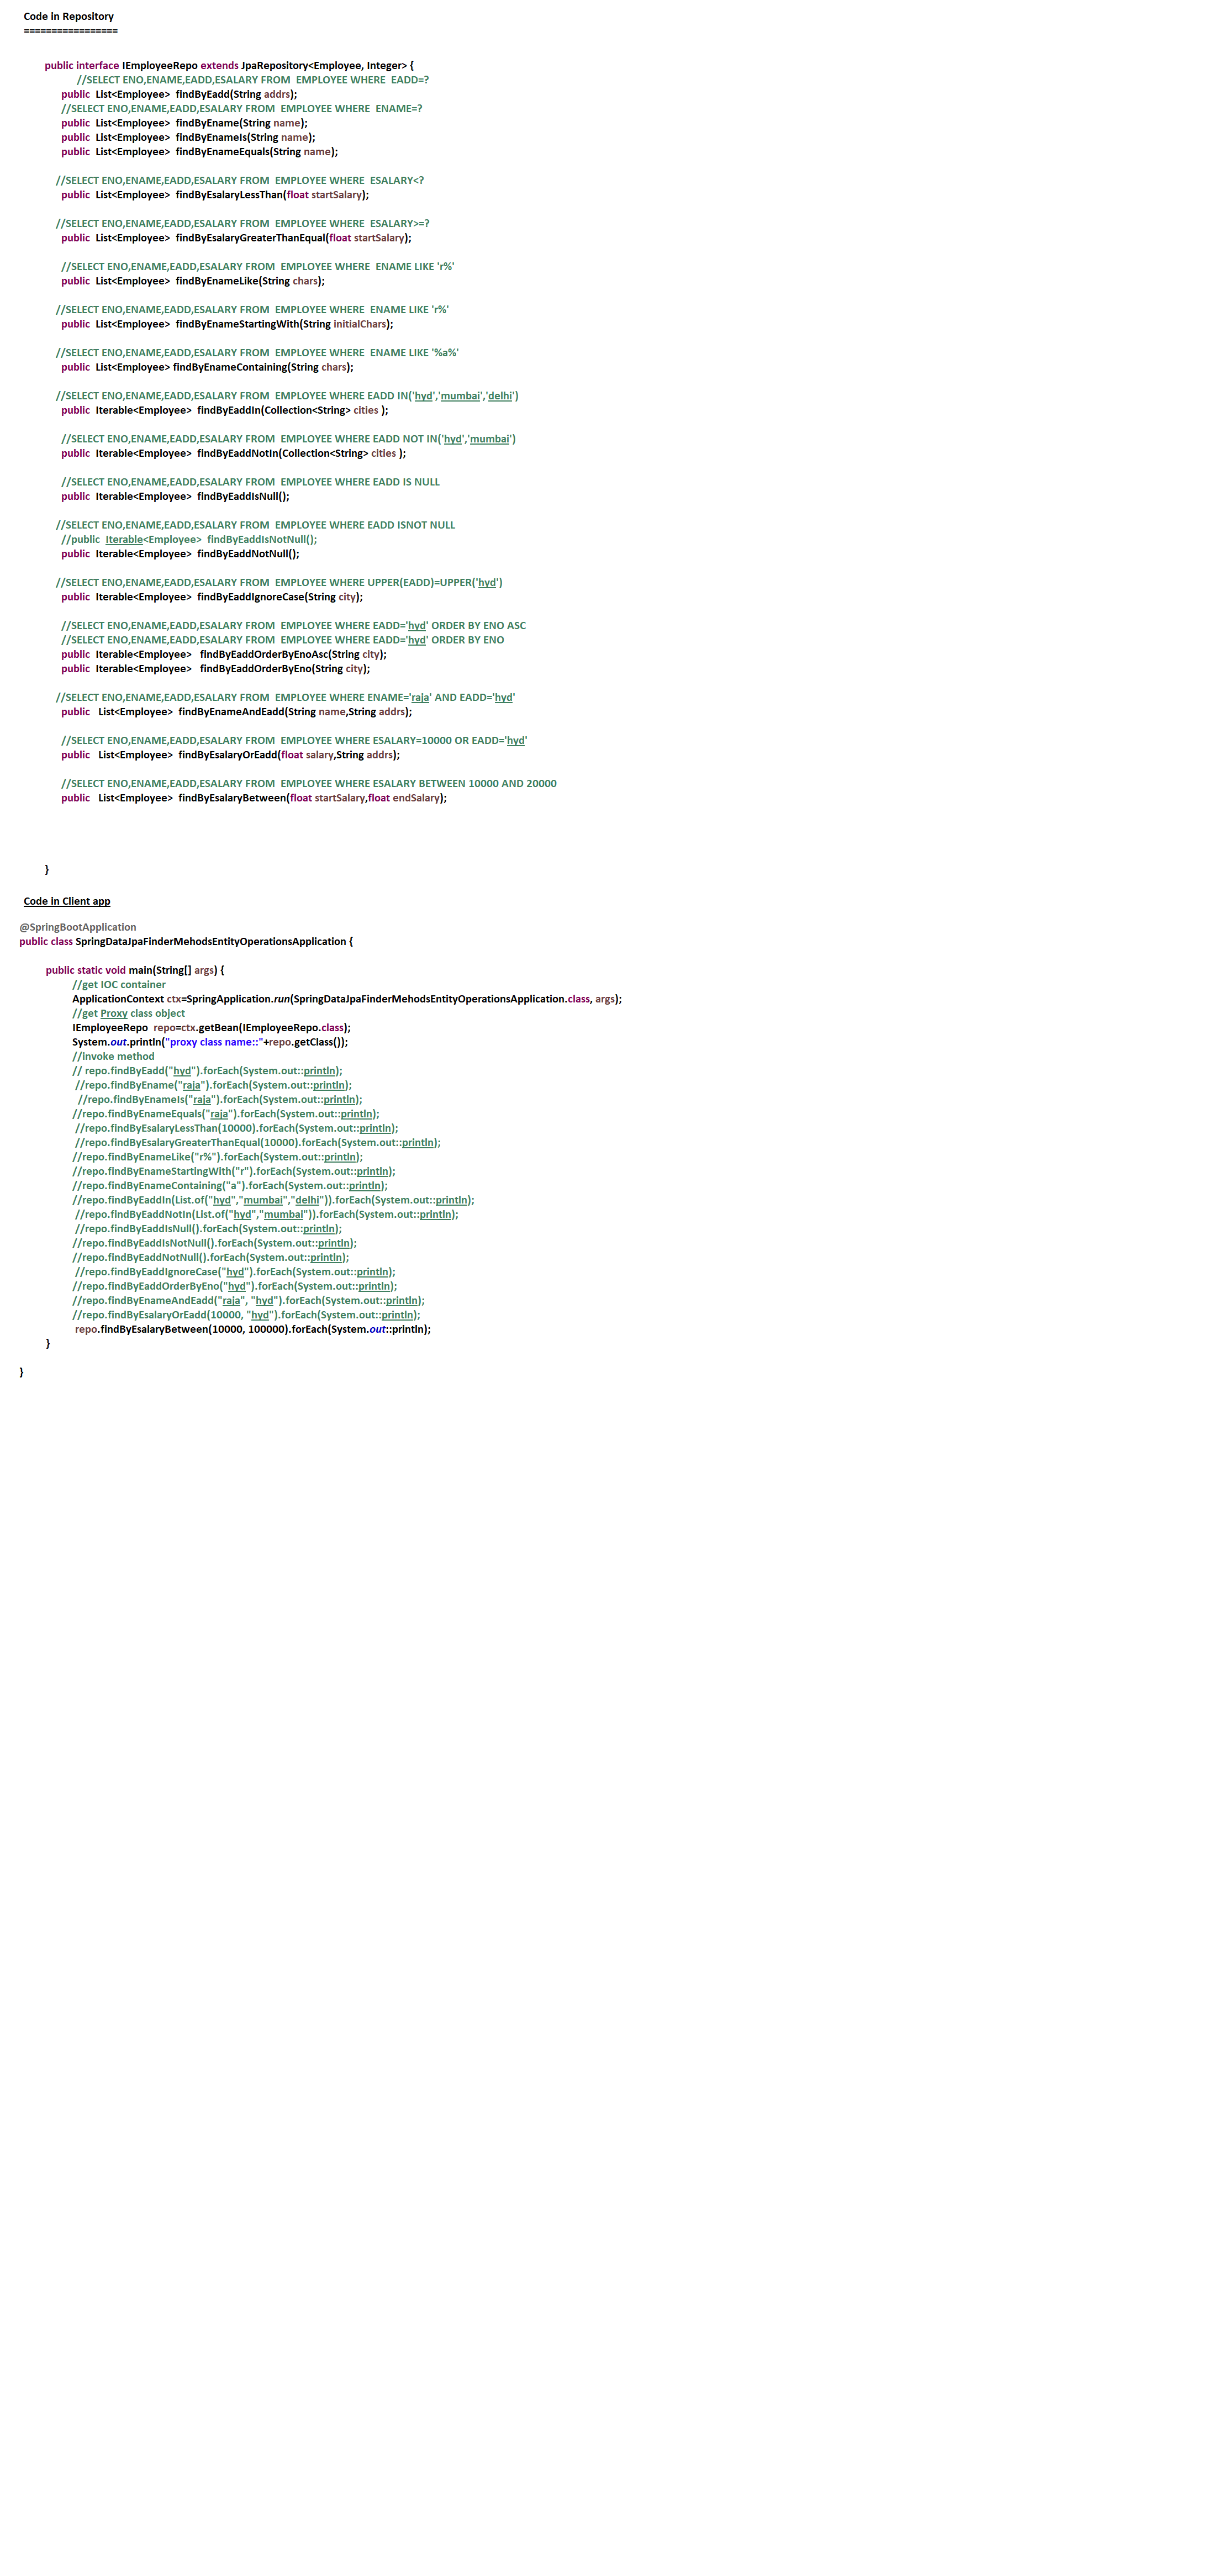 Code in Repository
=================
public interface IEmployeeRepo extends JpaRepository<Employee, Integer> {
//SELECT ENO,ENAME,EADD,ESALARY FROM  EMPLOYEE WHERE  EADD=?
public  List<Employee>  findByEadd(String addrs);
//SELECT ENO,ENAME,EADD,ESALARY FROM  EMPLOYEE WHERE  ENAME=?
public  List<Employee>  findByEname(String name);
public  List<Employee>  findByEnameIs(String name);
public  List<Employee>  findByEnameEquals(String name);
//SELECT ENO,ENAME,EADD,ESALARY FROM  EMPLOYEE WHERE  ESALARY<?
public  List<Employee>  findByEsalaryLessThan(float startSalary);
//SELECT ENO,ENAME,EADD,ESALARY FROM  EMPLOYEE WHERE  ESALARY>=?
public  List<Employee>  findByEsalaryGreaterThanEqual(float startSalary);
//SELECT ENO,ENAME,EADD,ESALARY FROM  EMPLOYEE WHERE  ENAME LIKE 'r%'
public  List<Employee>  findByEnameLike(String chars);
//SELECT ENO,ENAME,EADD,ESALARY FROM  EMPLOYEE WHERE  ENAME LIKE 'r%'
public  List<Employee>  findByEnameStartingWith(String initialChars);
//SELECT ENO,ENAME,EADD,ESALARY FROM  EMPLOYEE WHERE  ENAME LIKE '%a%'
public  List<Employee> findByEnameContaining(String chars);
//SELECT ENO,ENAME,EADD,ESALARY FROM  EMPLOYEE WHERE EADD IN('hyd','mumbai','delhi')
public  Iterable<Employee>  findByEaddIn(Collection<String> cities );
//SELECT ENO,ENAME,EADD,ESALARY FROM  EMPLOYEE WHERE EADD NOT IN('hyd','mumbai')
public  Iterable<Employee>  findByEaddNotIn(Collection<String> cities );
//SELECT ENO,ENAME,EADD,ESALARY FROM  EMPLOYEE WHERE EADD IS NULL
public  Iterable<Employee>  findByEaddIsNull();
//SELECT ENO,ENAME,EADD,ESALARY FROM  EMPLOYEE WHERE EADD ISNOT NULL
//public  Iterable<Employee>  findByEaddIsNotNull();
public  Iterable<Employee>  findByEaddNotNull();
//SELECT ENO,ENAME,EADD,ESALARY FROM  EMPLOYEE WHERE UPPER(EADD)=UPPER('hyd')
public  Iterable<Employee>  findByEaddIgnoreCase(String city);
//SELECT ENO,ENAME,EADD,ESALARY FROM  EMPLOYEE WHERE EADD='hyd' ORDER BY ENO ASC
//SELECT ENO,ENAME,EADD,ESALARY FROM  EMPLOYEE WHERE EADD='hyd' ORDER BY ENO
public  Iterable<Employee>   findByEaddOrderByEnoAsc(String city);
public  Iterable<Employee>   findByEaddOrderByEno(String city);
//SELECT ENO,ENAME,EADD,ESALARY FROM  EMPLOYEE WHERE ENAME='raja' AND EADD='hyd'
public   List<Employee>  findByEnameAndEadd(String name,String addrs);
//SELECT ENO,ENAME,EADD,ESALARY FROM  EMPLOYEE WHERE ESALARY=10000 OR EADD='hyd'
public   List<Employee>  findByEsalaryOrEadd(float salary,String addrs);
//SELECT ENO,ENAME,EADD,ESALARY FROM  EMPLOYEE WHERE ESALARY BETWEEN 10000 AND 20000
public   List<Employee>  findByEsalaryBetween(float startSalary,float endSalary);
}
Code in Client app
@SpringBootApplication
public class SpringDataJpaFinderMehodsEntityOperationsApplication {
public static void main(String[] args) {
//get IOC container
ApplicationContext ctx=SpringApplication.run(SpringDataJpaFinderMehodsEntityOperationsApplication.class, args);
//get Proxy class object
IEmployeeRepo  repo=ctx.getBean(IEmployeeRepo.class);
System.out.println("proxy class name::"+repo.getClass());
//invoke method
// repo.findByEadd("hyd").forEach(System.out::println);
//repo.findByEname("raja").forEach(System.out::println);
//repo.findByEnameIs("raja").forEach(System.out::println);
//repo.findByEnameEquals("raja").forEach(System.out::println);
//repo.findByEsalaryLessThan(10000).forEach(System.out::println);
//repo.findByEsalaryGreaterThanEqual(10000).forEach(System.out::println);
//repo.findByEnameLike("r%").forEach(System.out::println);
//repo.findByEnameStartingWith("r").forEach(System.out::println);
//repo.findByEnameContaining("a").forEach(System.out::println);
//repo.findByEaddIn(List.of("hyd","mumbai","delhi")).forEach(System.out::println);
//repo.findByEaddNotIn(List.of("hyd","mumbai")).forEach(System.out::println);
//repo.findByEaddIsNull().forEach(System.out::println);
//repo.findByEaddIsNotNull().forEach(System.out::println);
//repo.findByEaddNotNull().forEach(System.out::println);
//repo.findByEaddIgnoreCase("hyd").forEach(System.out::println);
//repo.findByEaddOrderByEno("hyd").forEach(System.out::println);
//repo.findByEnameAndEadd("raja", "hyd").forEach(System.out::println);
//repo.findByEsalaryOrEadd(10000, "hyd").forEach(System.out::println);
repo.findByEsalaryBetween(10000, 100000).forEach(System.out::println);
}
}